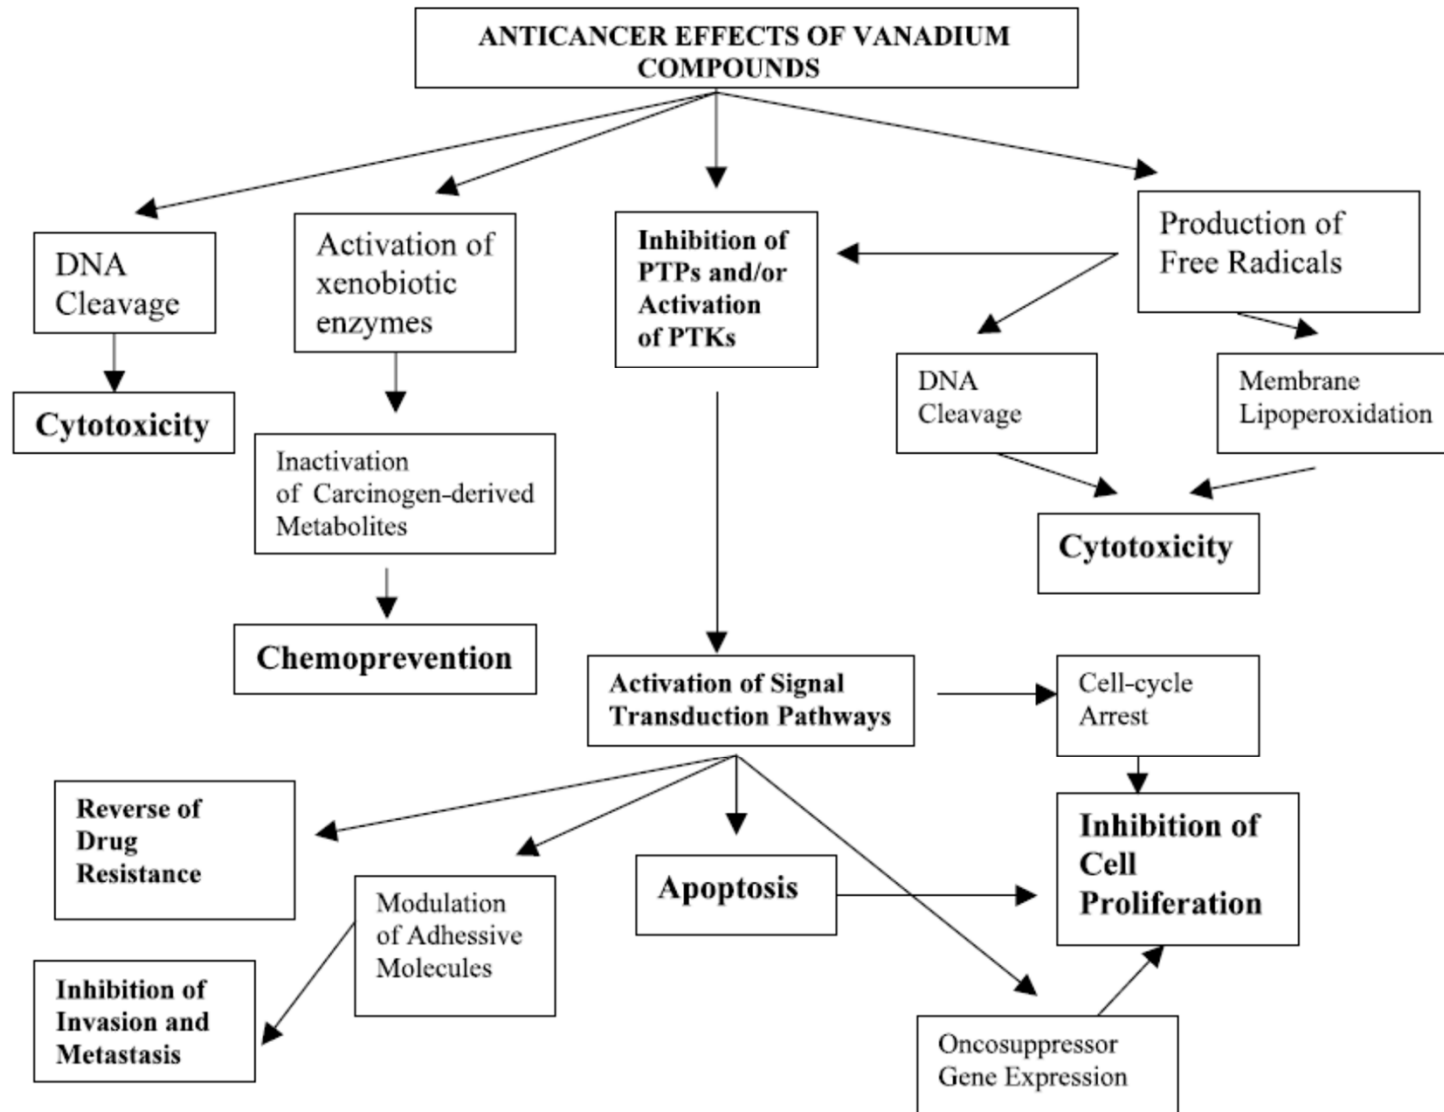 ANTICANCER EFFECTS OF VANADIUM
COMPOUNDS
DNA
Cleavage
Activation of
xenobiotic
enzymes
Inhibition of
PTPs and/or
Activation
of PTKs
Production of
Free Radicals
Cytotoxicity
Inactivation
of Carcinogen-derived
Metabolites
DNA
Cleavage
Membrane
Lipoperoxidation
Cytotoxicity
Chemoprevention
Activation of Signal
Transduction Pathways
Cell-cycle
Arrest
Reverse of
Drug
Resistance
Modulation
of Adhessive
Molecules
Apoptosis
Inhibition of
Cell
Proliferation
Inhibition of
Invasion and
Metastasis
Oncosuppressor
Gene Expression